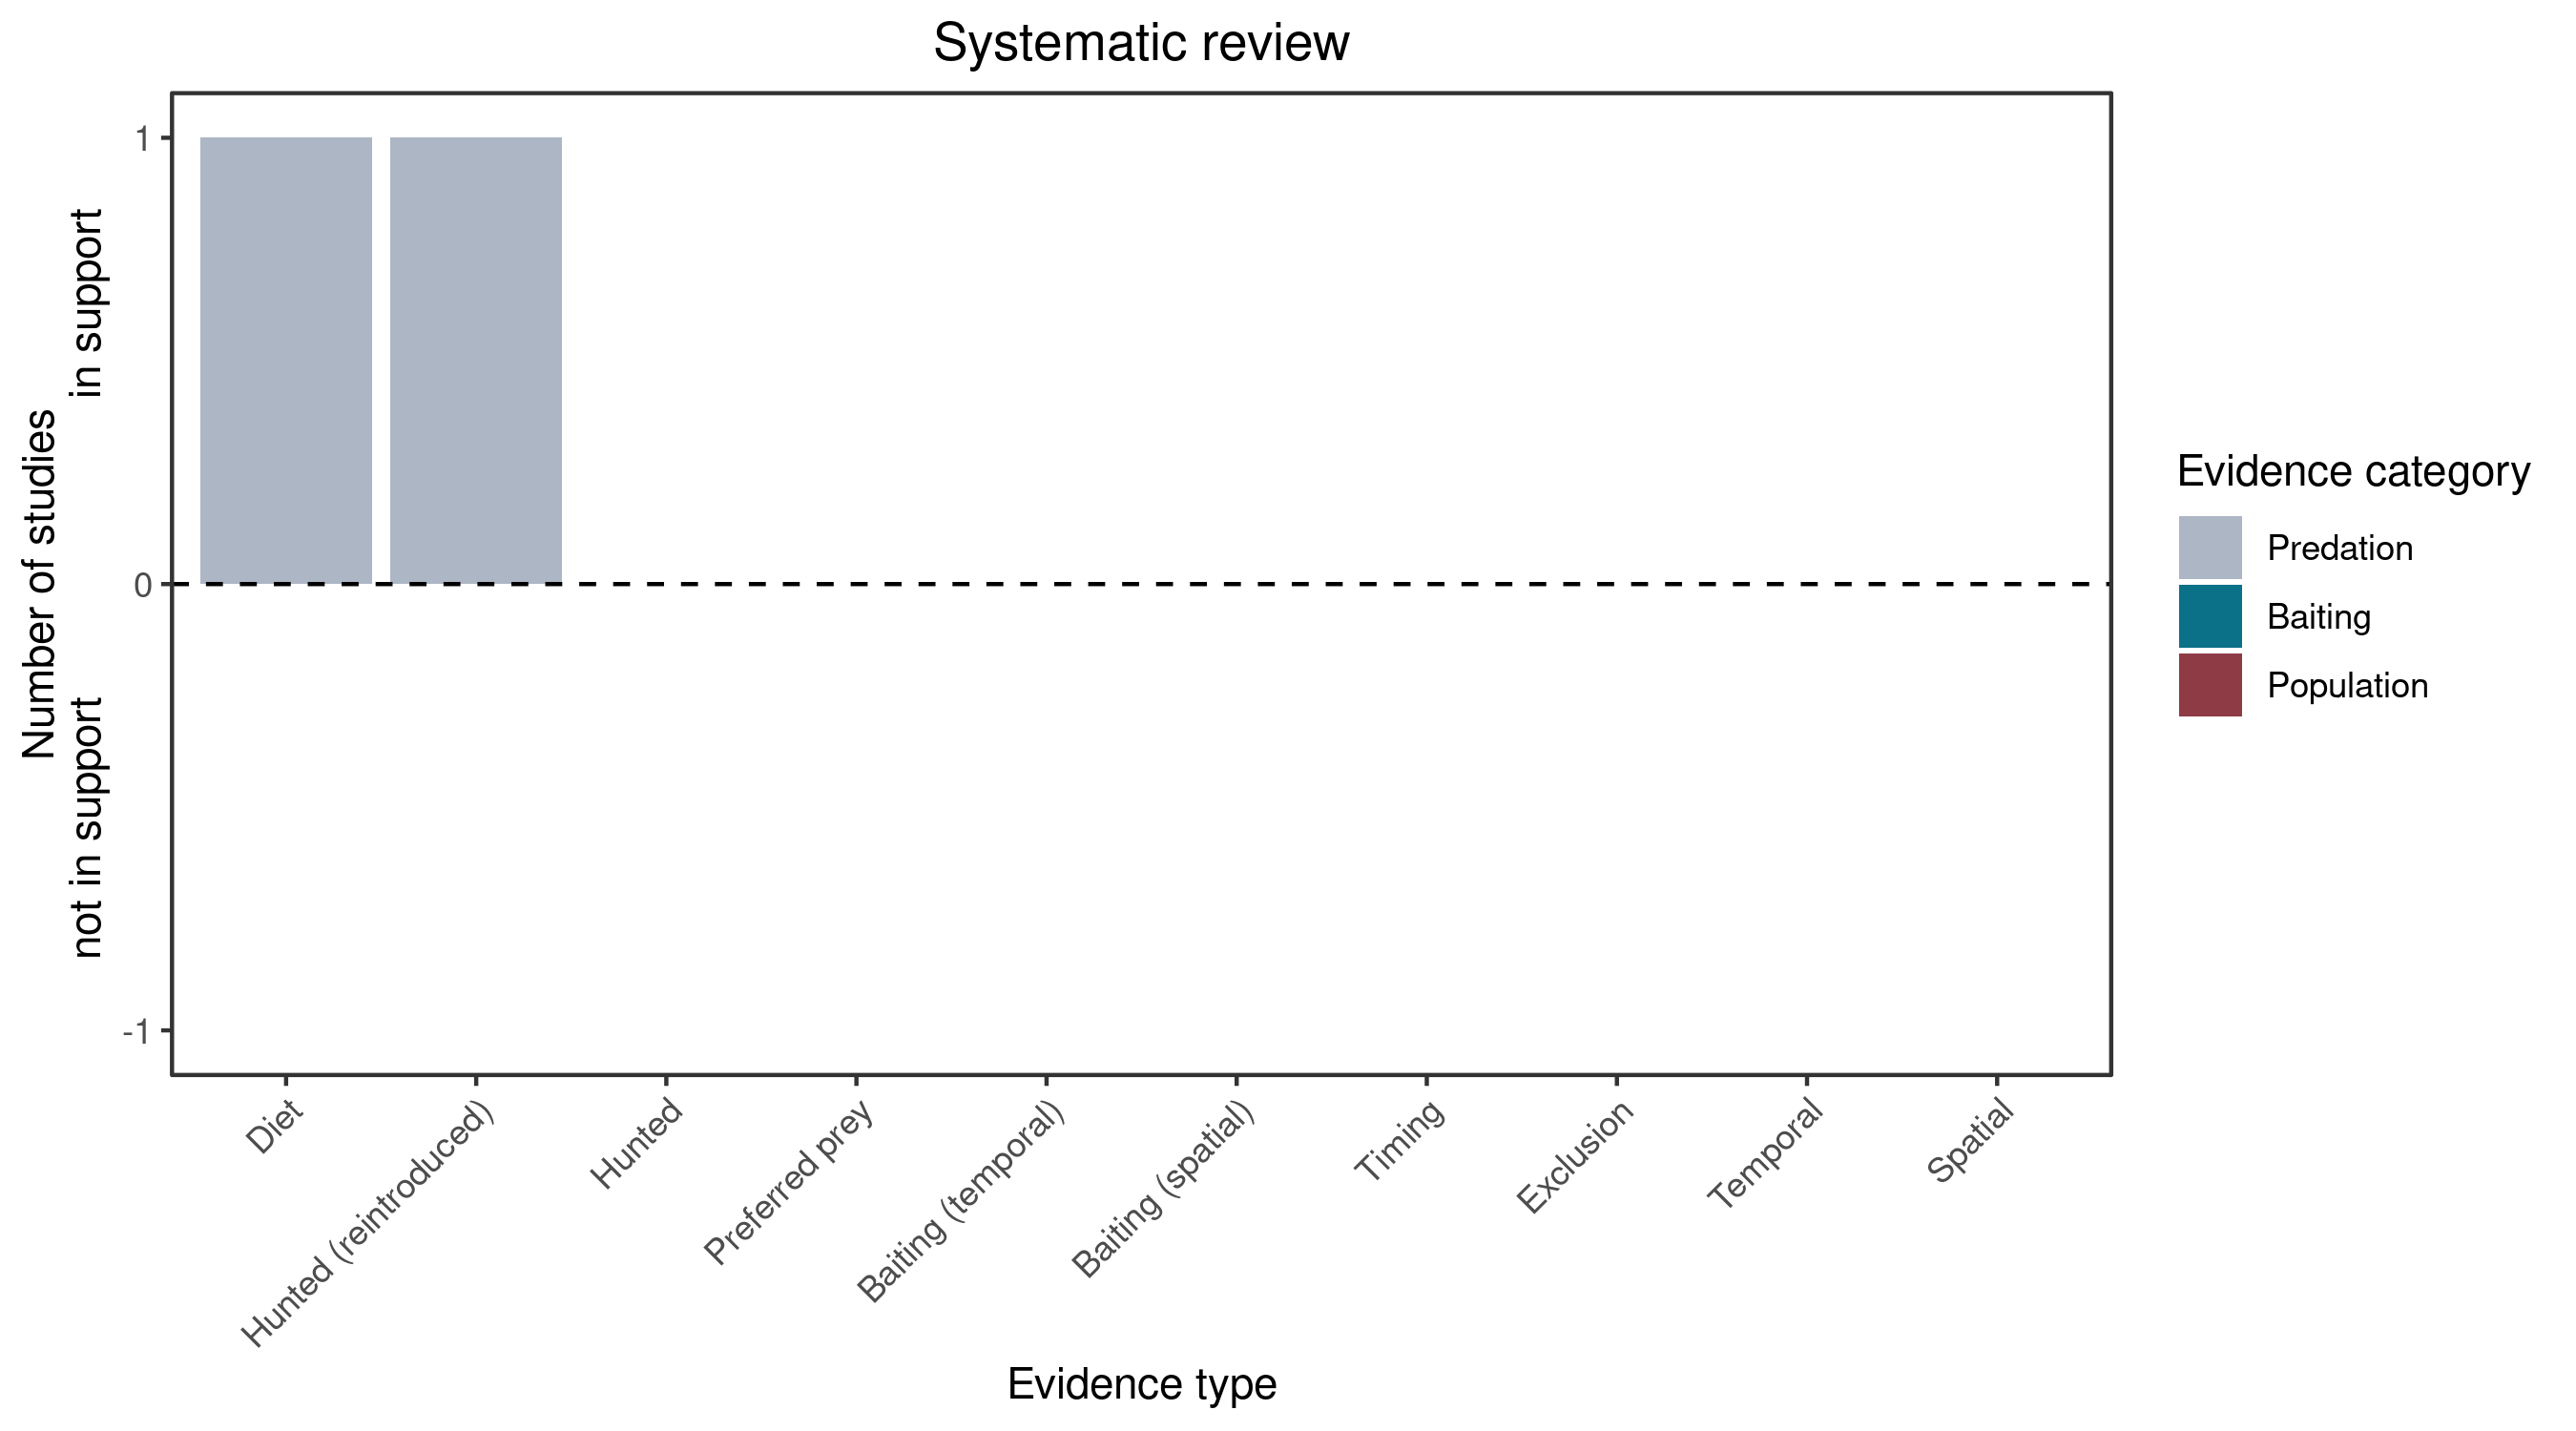 Systematic review
Number of studies
not in support
in support
1
0
-1
Diet
Hunted (reintroduced)
Hunted
Preferred prey
Baiting (temporal)
Baiting (spatial)
Timing
Exclusion
Temporal
Spatial
Evidence type
Evidence category
Predation
Baiting
Population